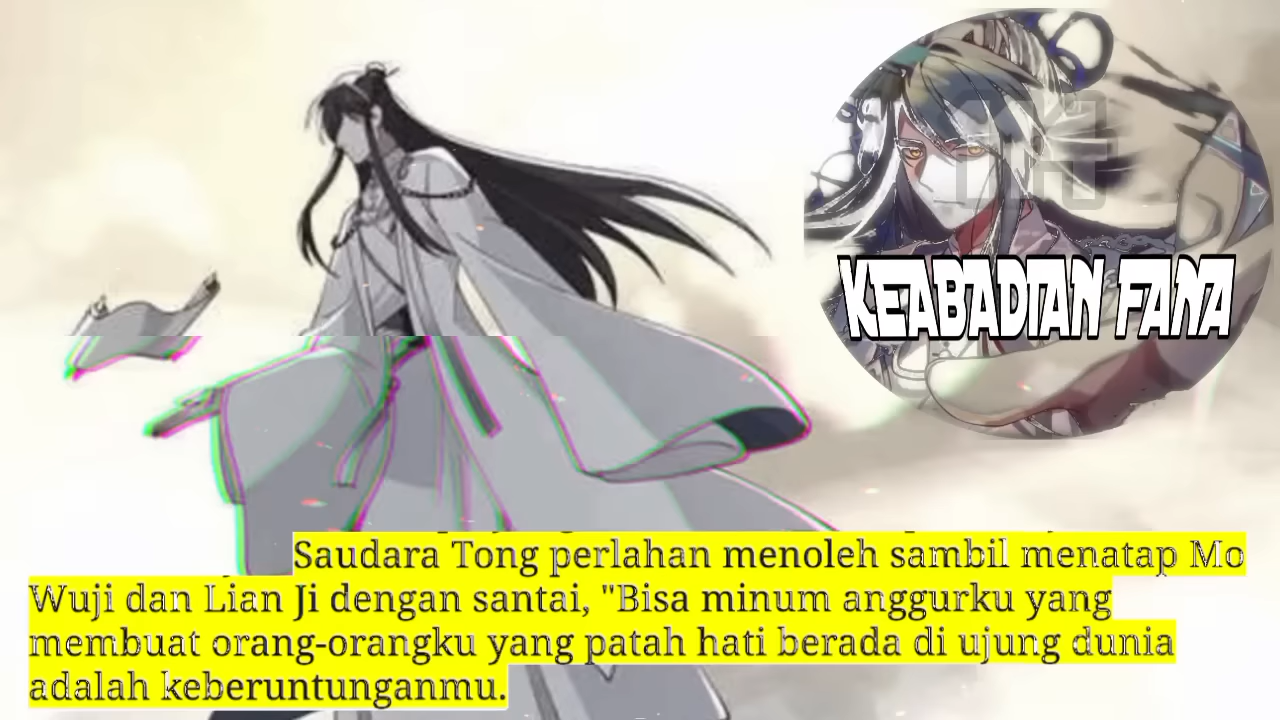 KEABADIAN FANA
Saudara Tong perlahan menoleh sambil menatap Mo
Wuji dan Lian Ji dengan santai, "Bisa minum anggurku yang
membuat orang-orangku yang patah hati berada di ujung dunia
adalah keberuntunganmu.